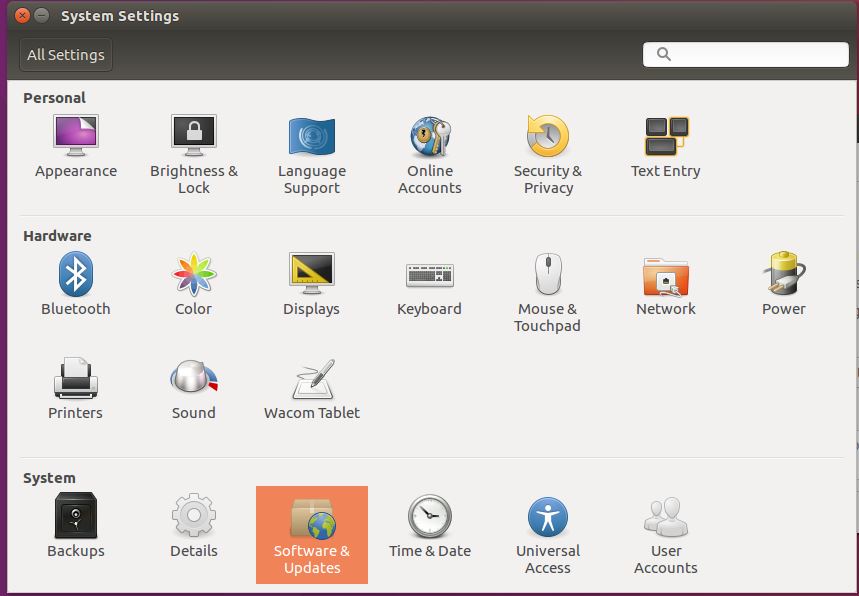 System Settings
All Settings
Personal
Appearance
Brightness &
Lock
Language
Support
Online
Accounts
Security &
Privacy
Text Entry
Hardware
Bluetooth
Color
Displays
Keyboard
Mouse &
Touchpad
Network
Power
Printers
Sound
Wacom Tablet
System
Backups
Details
Software &
Updates
Time & Date
Universal
Access
User
Accounts